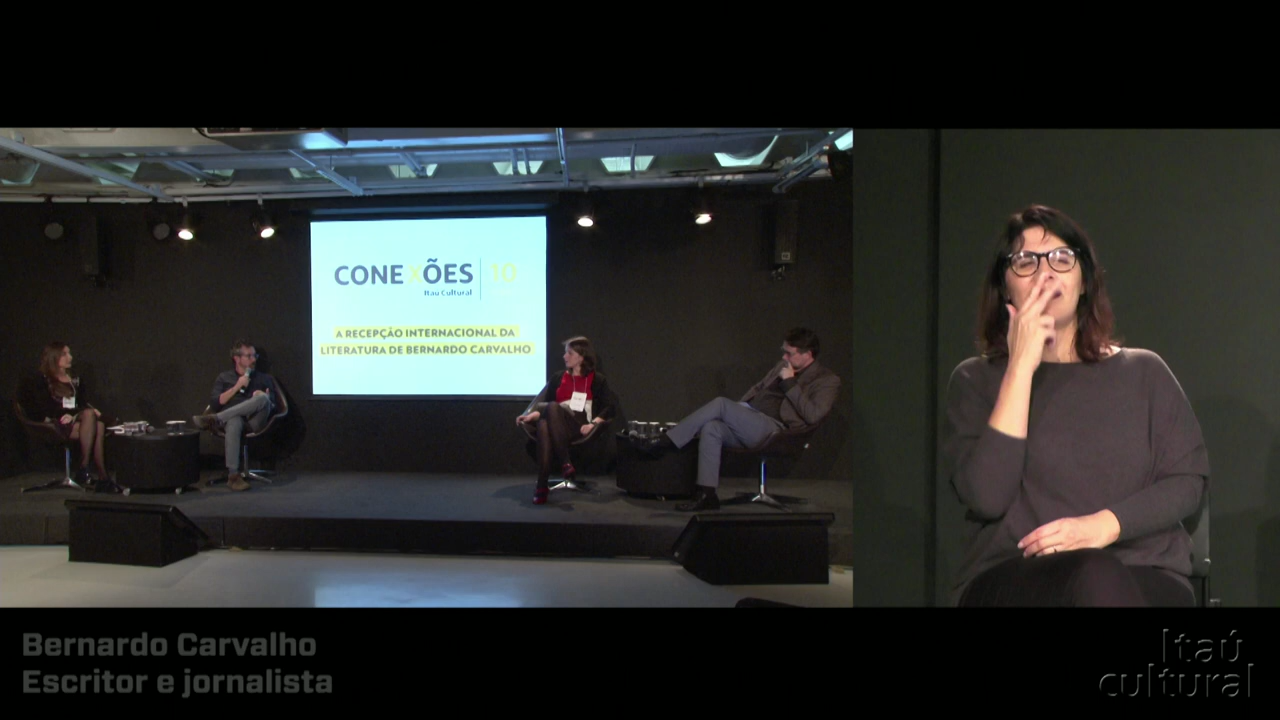 CONEXÕES 10
Itaú Cultural
A RECEPÇÃO INTERNACIONAL DA
LITERATURA DE BERNARDO CARVALHO
Bernardo Carvalho
Escritor e jornalista
Itaú
cultural